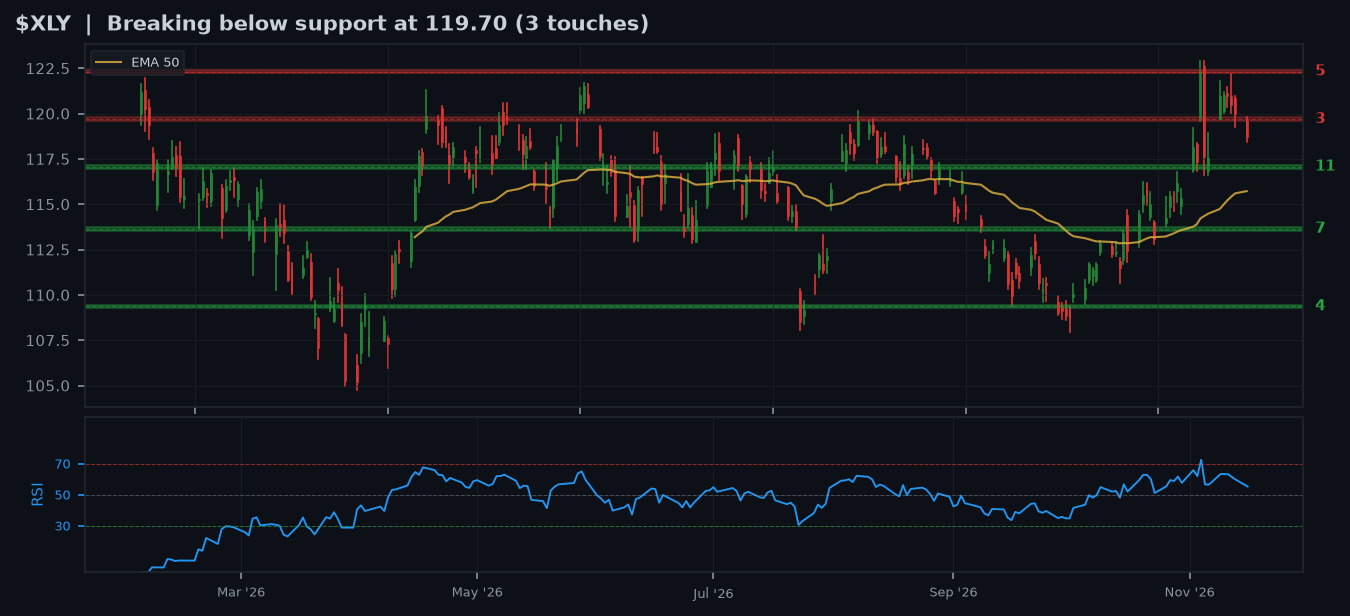 $XLY | Breaking below support at 119.70 (3 touches)
EMA 50
122.5
120.0
117.5
115.0
112.5
110.0
107.5
105.0
5
3
11
7
4
RSI
70
50
30
Mar '26
May '26
Jul '26
Sep '26
Nov '26